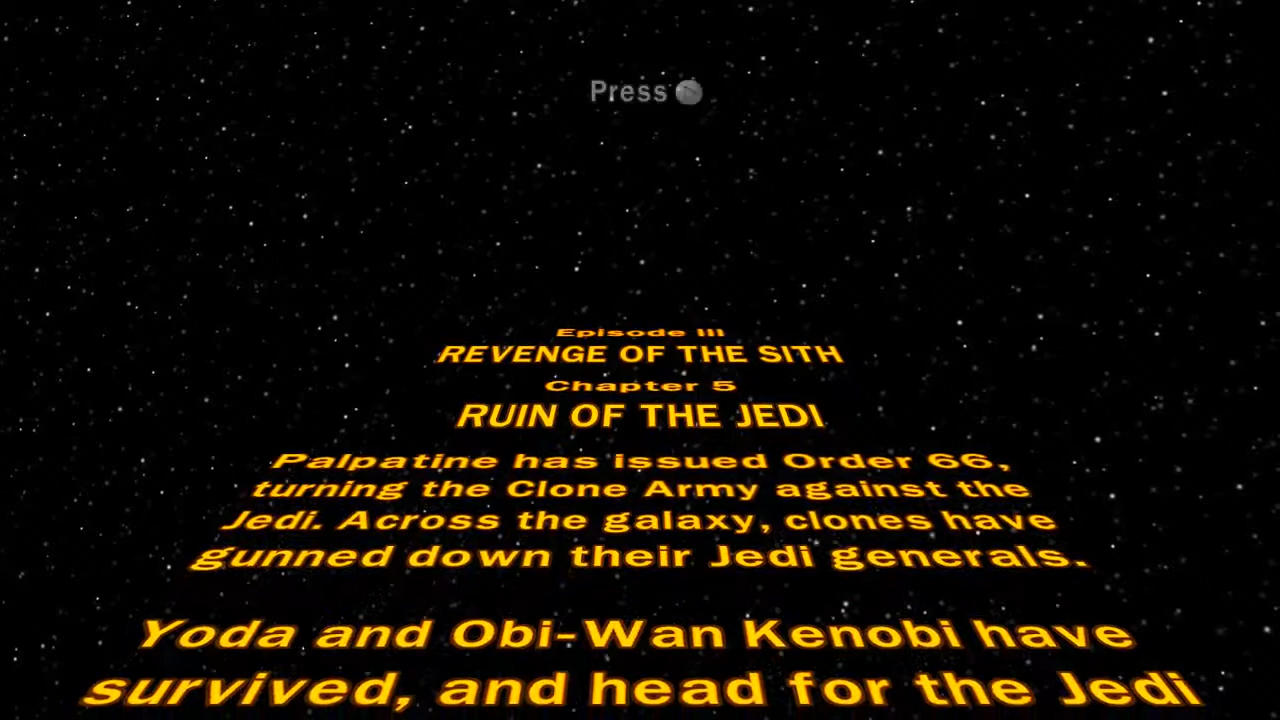 Press
Episode III
REVENGE OF THE SITH
Chapter 5
RUIN OF THE JEDI
Palpatine has issued Order 66,
turning the Clone Army against the
Jedi. Across the galaxy, clones have
gunned down their Jedi generals.
Yoda and Obi-Wan Kenobi have
survived, and head for the Jedi